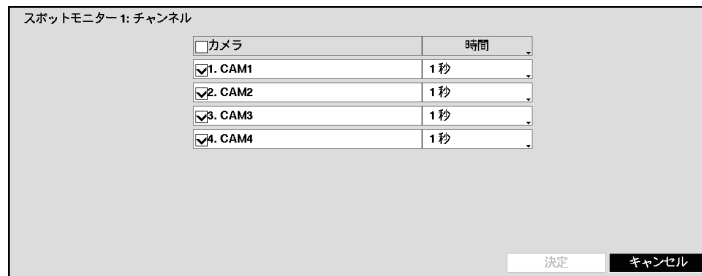 スポットモニター 1: チャンネル
カメラ 時間
1. CAM1 1 秒
2. CAM2 1 秒
3. CAM3 1 秒
4. CAM4 1 秒
決定 キャンセル